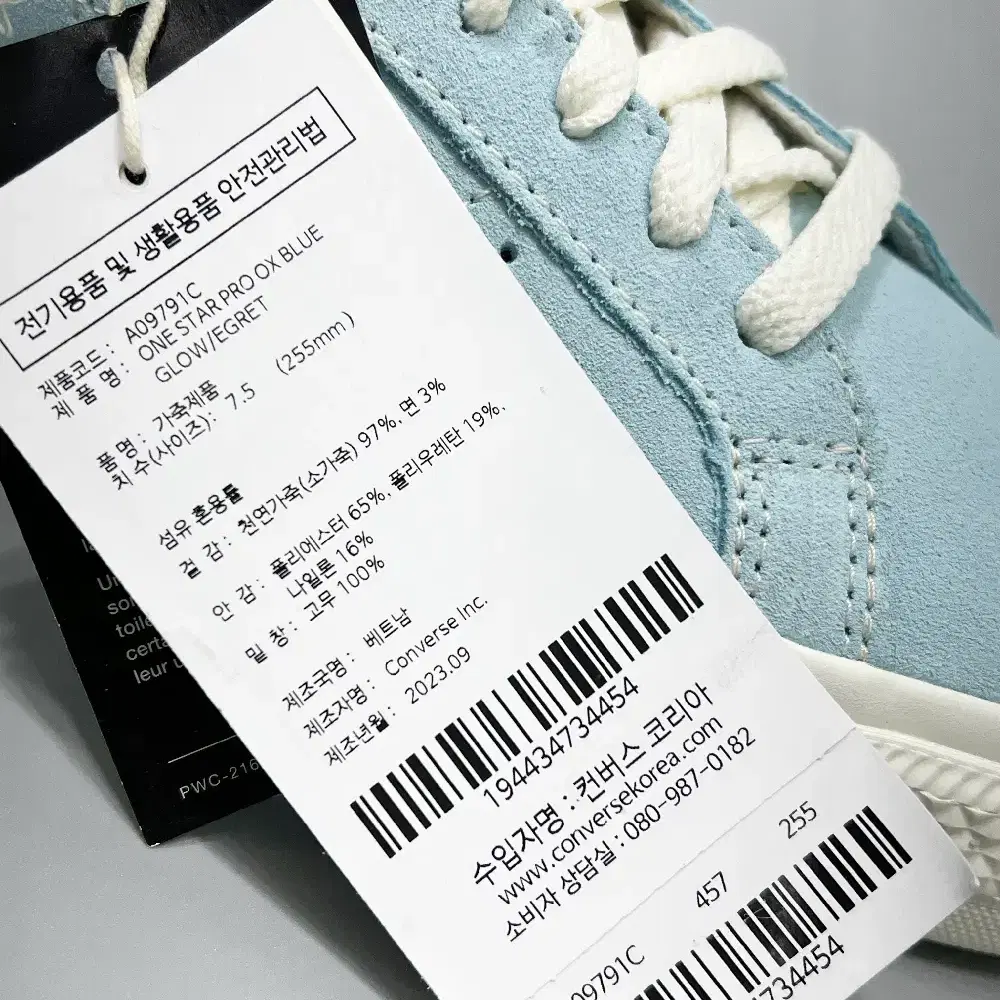 전기용품 및 생활용품 안전관리법
제품코드 : A09791C
제 품 명 : ONE STAR PRO OX BLUE
GLOW/EGRET
품명 : 가죽제품
치수(사이즈): 7.5 (255mm)
섬유 혼용률
겉 감 : 천연가죽(소가죽) 97%, 면 3%
안 감 : 폴리에스터 65%, 폴리우레탄 19%,
나일론 16%
밑 창 : 고무 100%
제조국명 : 베트남
제조자명 : Converse Inc.
제조년월 : 2023.09
194434734454
수입자명 : 컨버스 코리아
www.conversekorea.com
소비자 상담실 : 080-987-0182
09791C 457 255
734454
toile
certa
leur
PWC-216